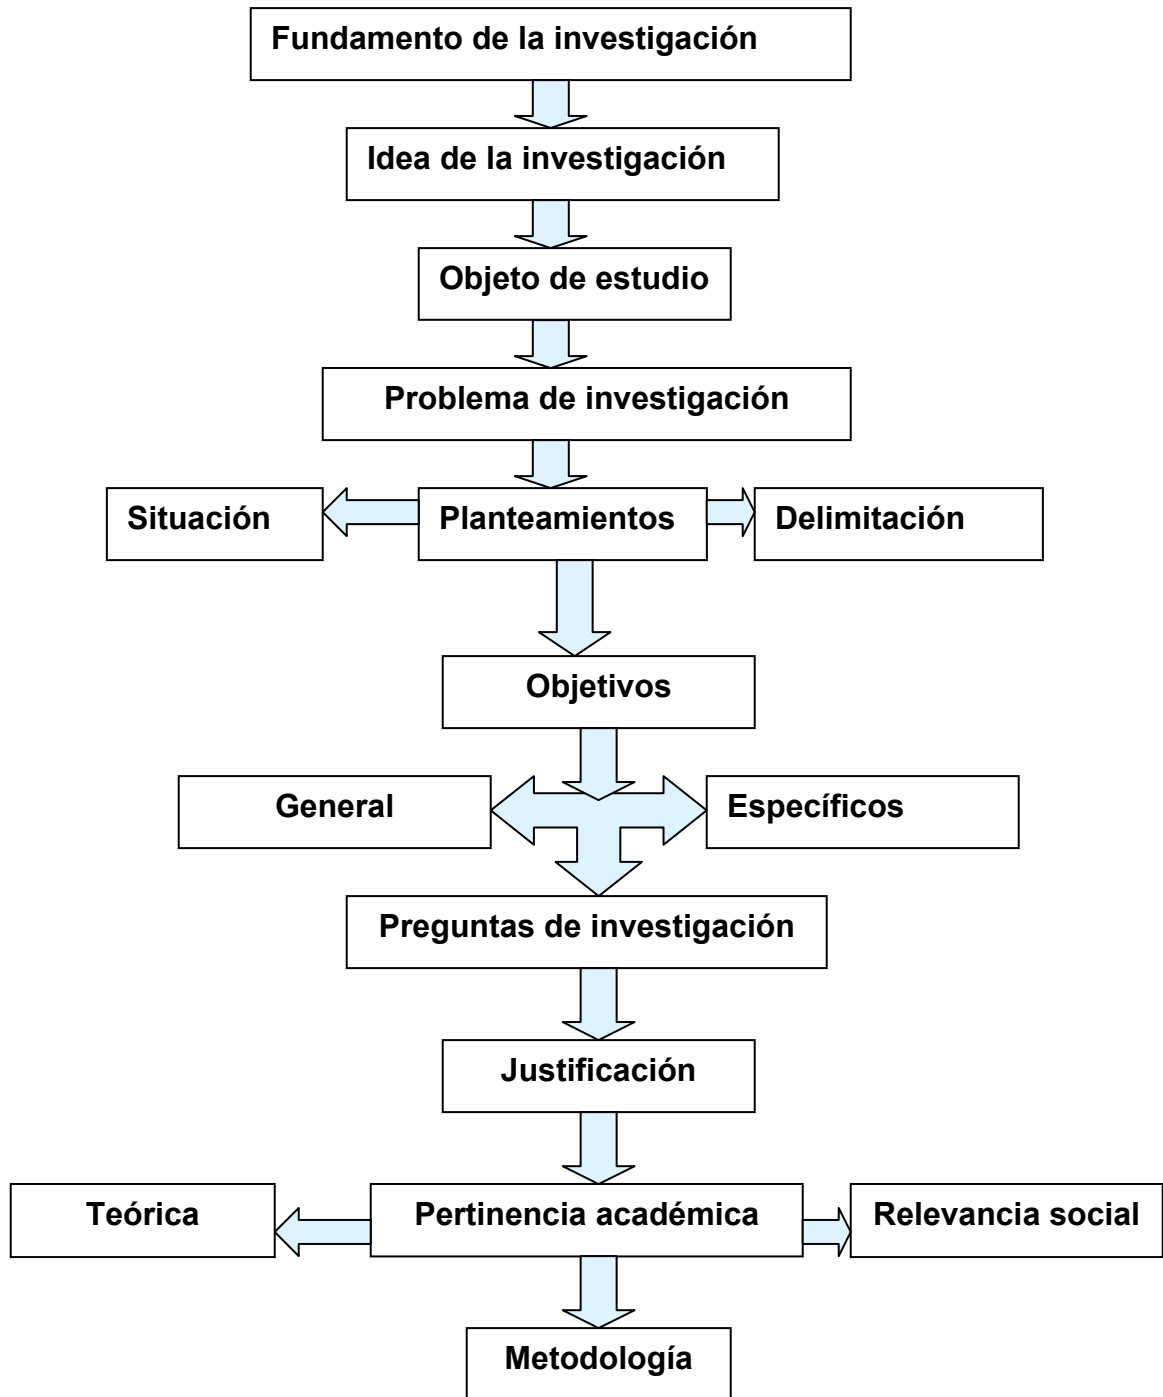 Fundamento de la investigación
Idea de la investigación
Objeto de estudio
Problema de investigación
Situación
Planteamientos
Delimitación
Objetivos
General
Específicos
Preguntas de investigación
Justificación
Teórica
Pertinencia académica
Relevancia social
Metodología